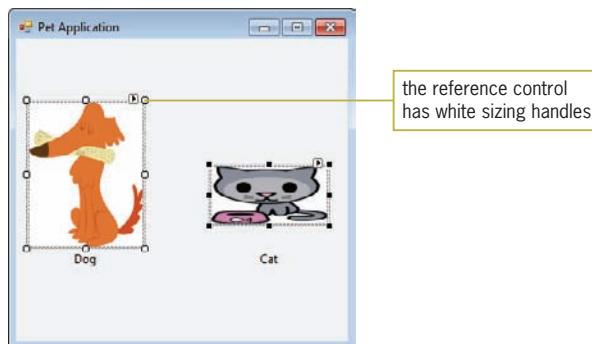 Pet Application
the reference control
has white sizing handles
Dog
Cat